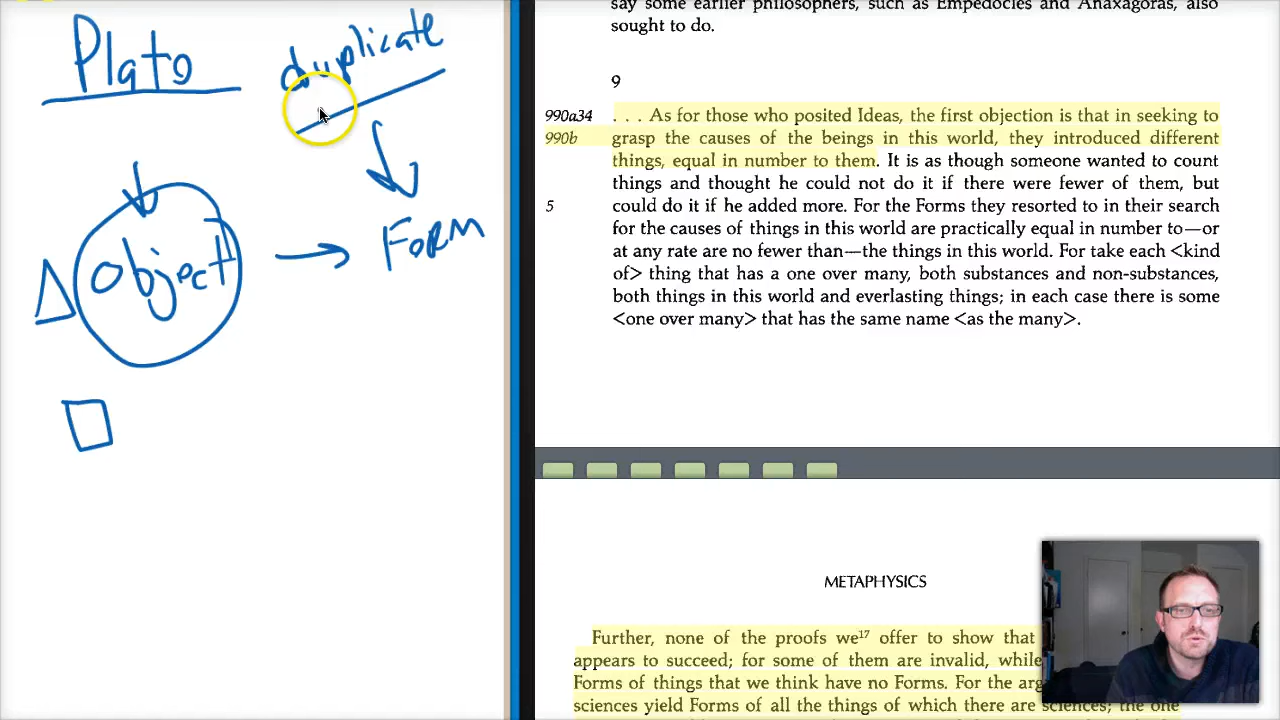 Plato
duplicate
object
Form
say some earlier philosophers, such as Empedocles and Anaxagoras, also
sought to do.
9
990a34 . . . As for those who posited Ideas, the first objection is that in seeking to
990b grasp the causes of the beings in this world, they introduced different
things, equal in number to them. It is as though someone wanted to count
things and thought he could not do it if there were fewer of them, but
5 could do it if he added more. For the Forms they resorted to in their search
for the causes of things in this world are practically equal in number to—or
at any rate are no fewer than—the things in this world. For take each <kind
of> thing that has a one over many, both substances and non-substances,
both things in this world and everlasting things; in each case there is some
<one over many> that has the same name <as the many>.
METAPHYSICS
Further, none of the proofs we17 offer to show that
appears to succeed; for some of them are invalid, while
Forms of things that we think have no Forms. For the
sciences yield Forms of all the things of which there are sciences; the one